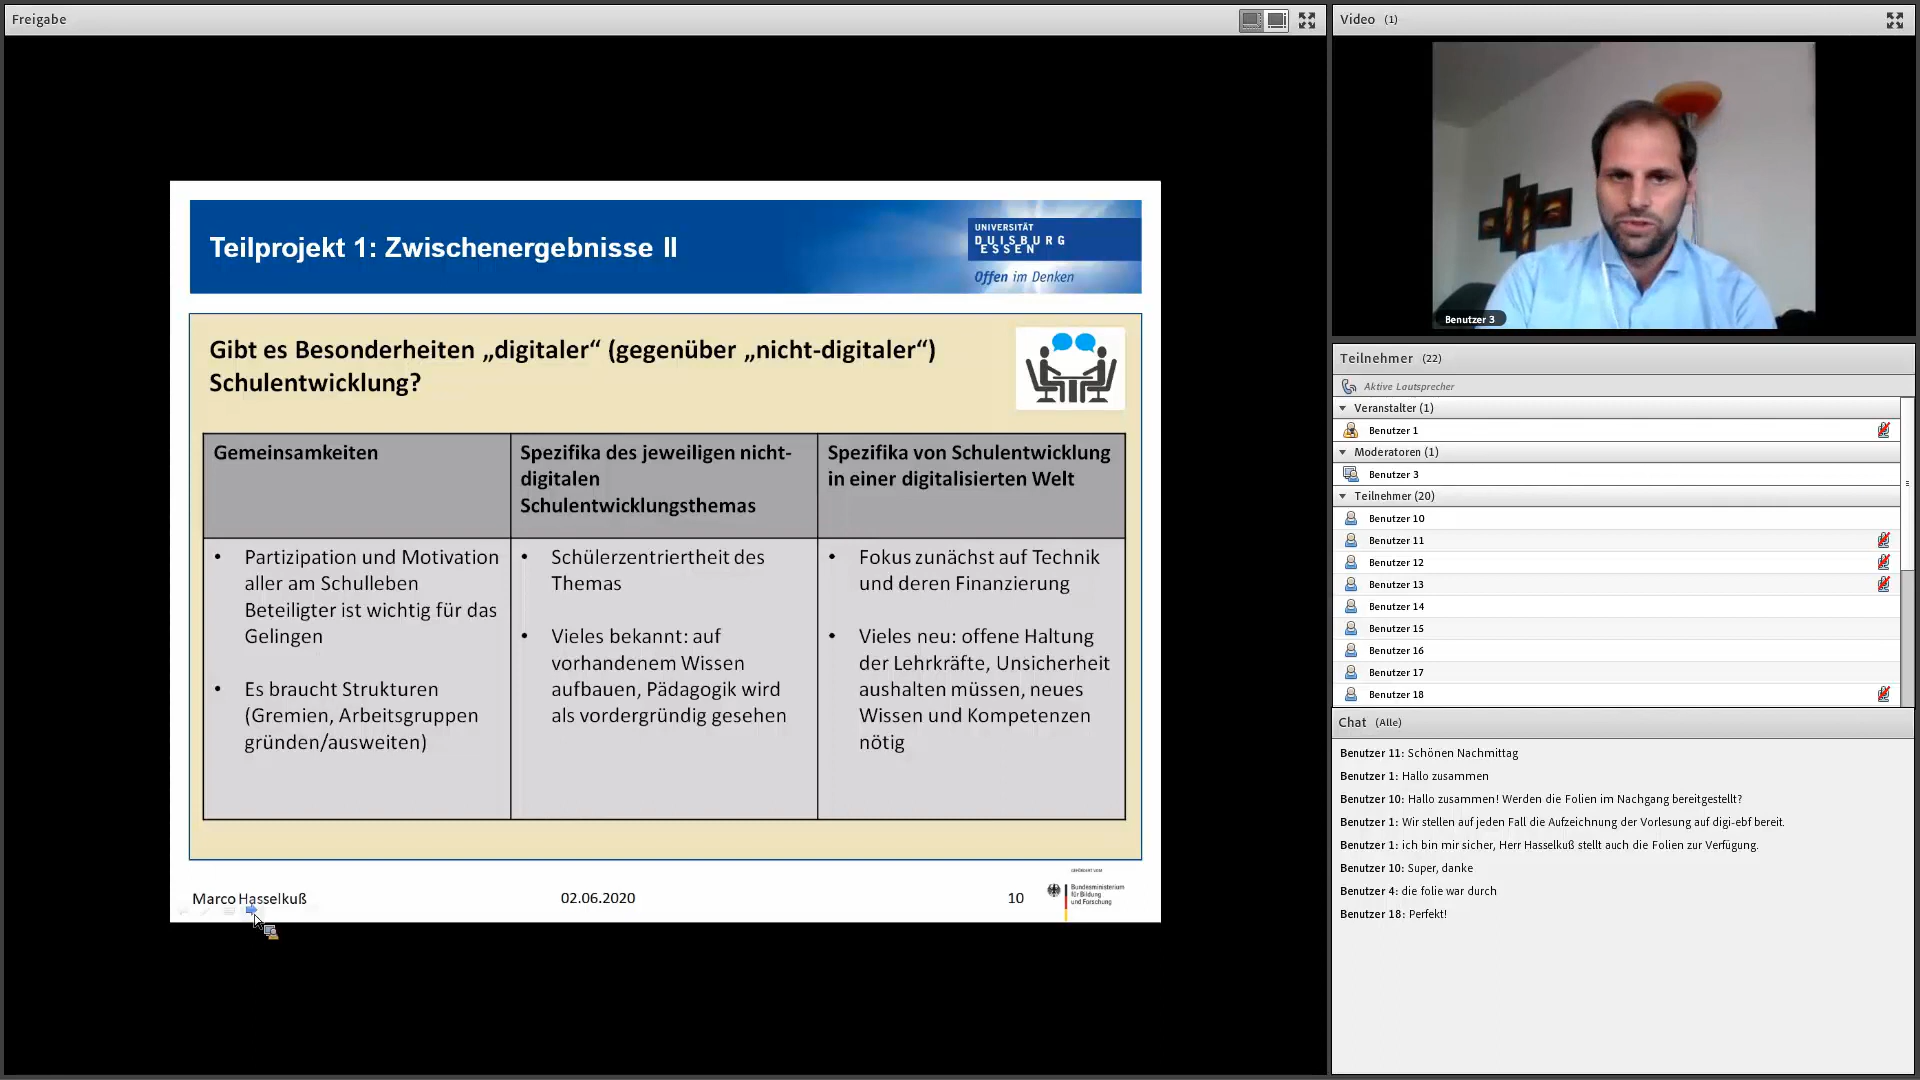 Freigabe
Teilprojekt 1: Zwischenergebnisse II
UNIVERSITÄT
DUISBURG
ESSEN
Offen im Denken
Gibt es Besonderheiten „digitaler“ (gegenüber „nicht-digitaler“)
Schulentwicklung?
Gemeinsamkeiten
Spezifika des jeweiligen nicht-
digitalen
Schulentwicklungsthemas
Spezifika von Schulentwicklung
in einer digitalisierten Welt
• Partizipation und Motivation
aller am Schulleben
Beteiligter ist wichtig für das
Gelingen
• Es braucht Strukturen
(Gremien, Arbeitsgruppen
gründen/ausweiten)
• Schülerzentriertheit des
Themas
• Vieles bekannt: auf
vorhandenem Wissen
aufbauen, Pädagogik wird
als vordergründig gesehen
• Fokus zunächst auf Technik
und deren Finanzierung
• Vieles neu: offene Haltung
der Lehrkräfte, Unsicherheit
aushalten müssen, neues
Wissen und Kompetenzen
nötig
Marco Hasselkuß
02.06.2020
10
GEFÖRDERT VOM
Bundesministerium
für Bildung
und Forschung
Video (1)
Benutzer 3
Teilnehmer (22)
Aktive Lautsprecher
Veranstalter (1)
Benutzer 1
Moderatoren (1)
Benutzer 3
Teilnehmer (20)
Benutzer 10
Benutzer 11
Benutzer 12
Benutzer 13
Benutzer 14
Benutzer 15
Benutzer 16
Benutzer 17
Benutzer 18
Chat (Alle)
Benutzer 11: Schönen Nachmittag
Benutzer 1: Hallo zusammen
Benutzer 10: Hallo zusammen! Werden die Folien im Nachgang bereitgestellt?
Benutzer 1: Wir stellen auf jeden Fall die Aufzeichnung der Vorlesung auf digi-ebf bereit.
Benutzer 1: ich bin mir sicher, Herr Hasselkuß stellt auch die Folien zur Verfügung.
Benutzer 10: Super, danke
Benutzer 4: die folie war durch
Benutzer 18: Perfekt!